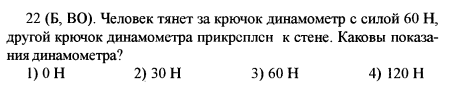 22 (Б, ВО). Человек тянет за крючок динамометр с силой 60 Н,
другой крючок динамометра прикреплен к стене. Каковы показа-
ния динамометра?
1) 0 Н 2) 30 Н 3) 60 Н 4) 120 Н